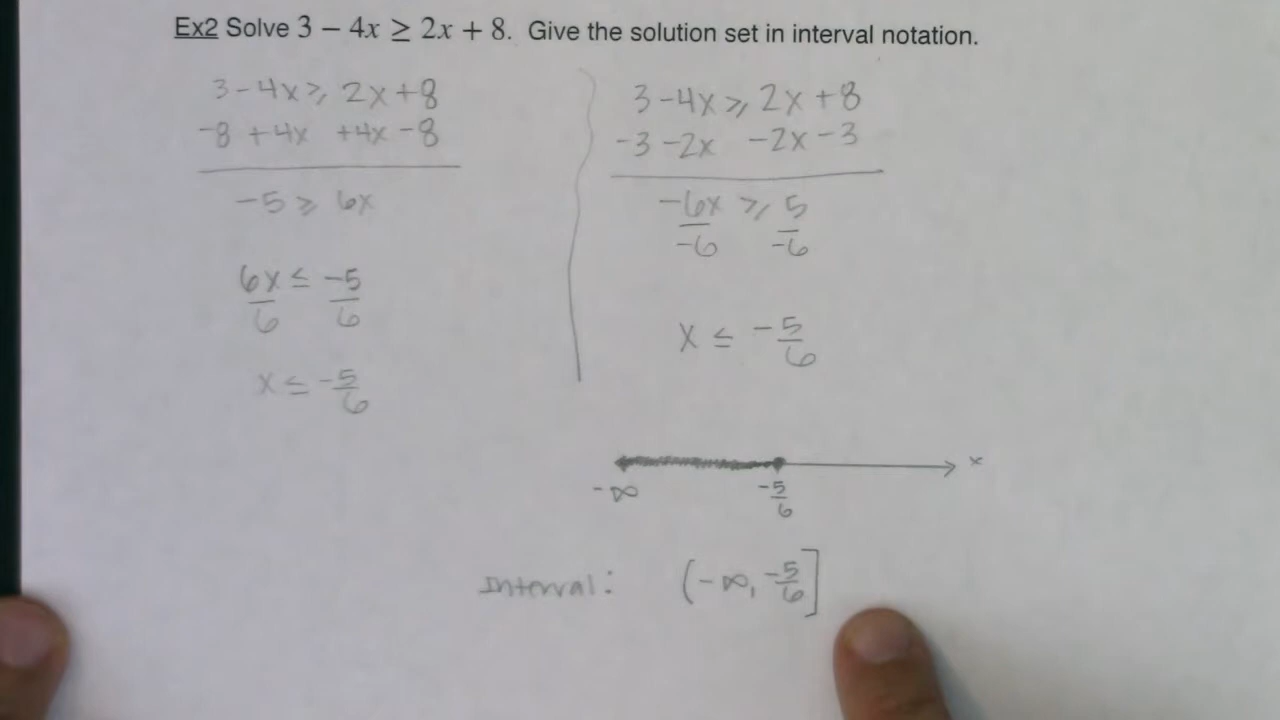 Ex2 Solve 3 − 4x ≥ 2x + 8. Give the solution set in interval notation.
3-4x ≥ 2x+8
-8 +4x +4x -8
-5 ≥ 6x
6x ≤ -5
6 6
x ≤ -5/6
3-4x ≥ 2x+8
-3 -2x -2x -3
-6x ≥ 5
-6 -6
x ≤ -5/6
x
-∞ -5/6
Interval: (-∞, -5/6]